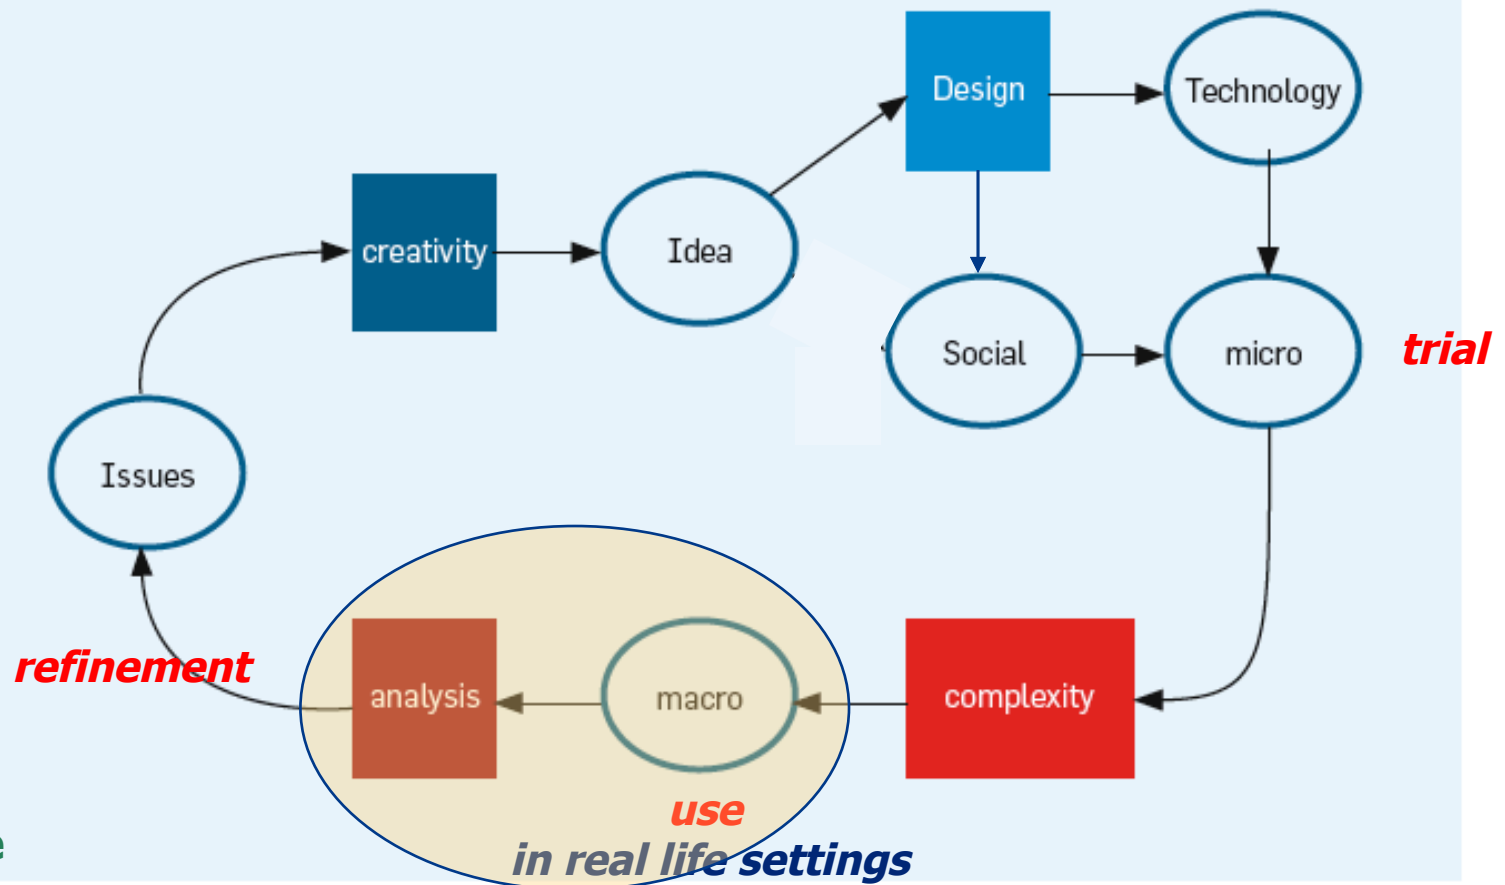 Design
Technology
creativity
Idea
Social
micro
trial
Issues
refinement
analysis
macro
complexity
use
in real life settings
e